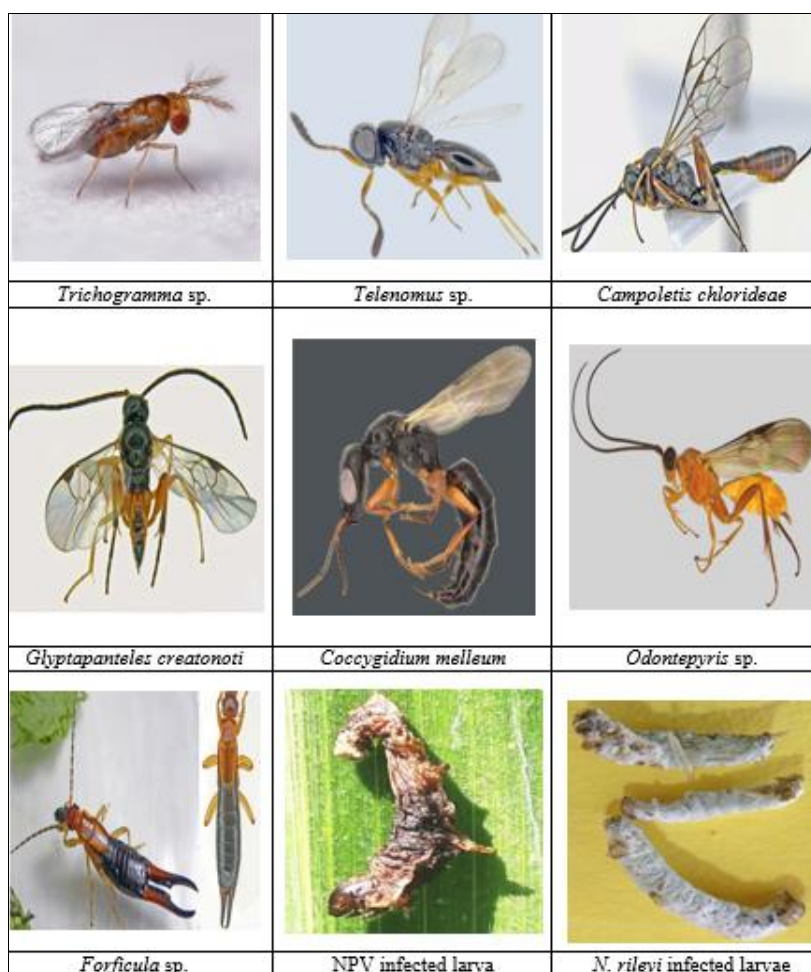 Trichogramma sp.
Telenomus sp.
Campoletis chlorideae
Glyptapanteles creatonoti
Coccygidium melleum
Odontepyris sp.
Forficula sp.
NPV infected larva
N. rileyi infected larvae